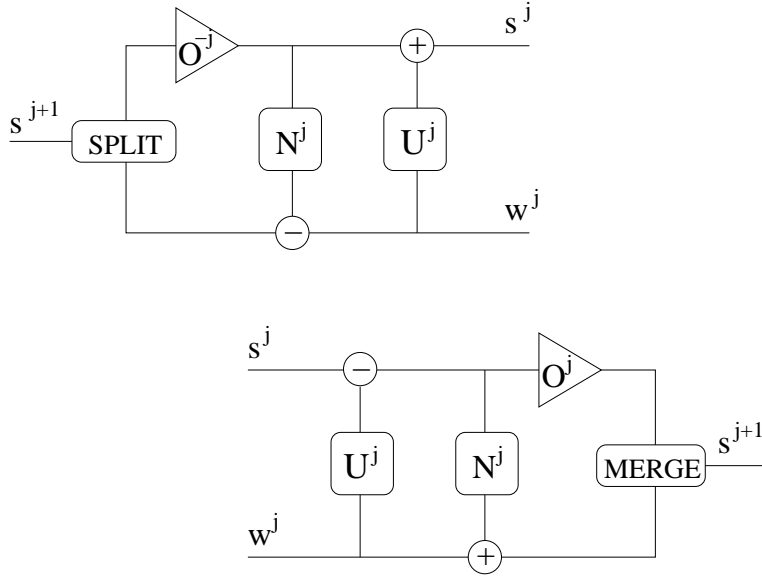 O^-j
+
s^j
s^j+1
SPLIT
N^j
U^j
−
w^j
s^j
−
O^j
U^j
N^j
MERGE
s^j+1
w^j
+